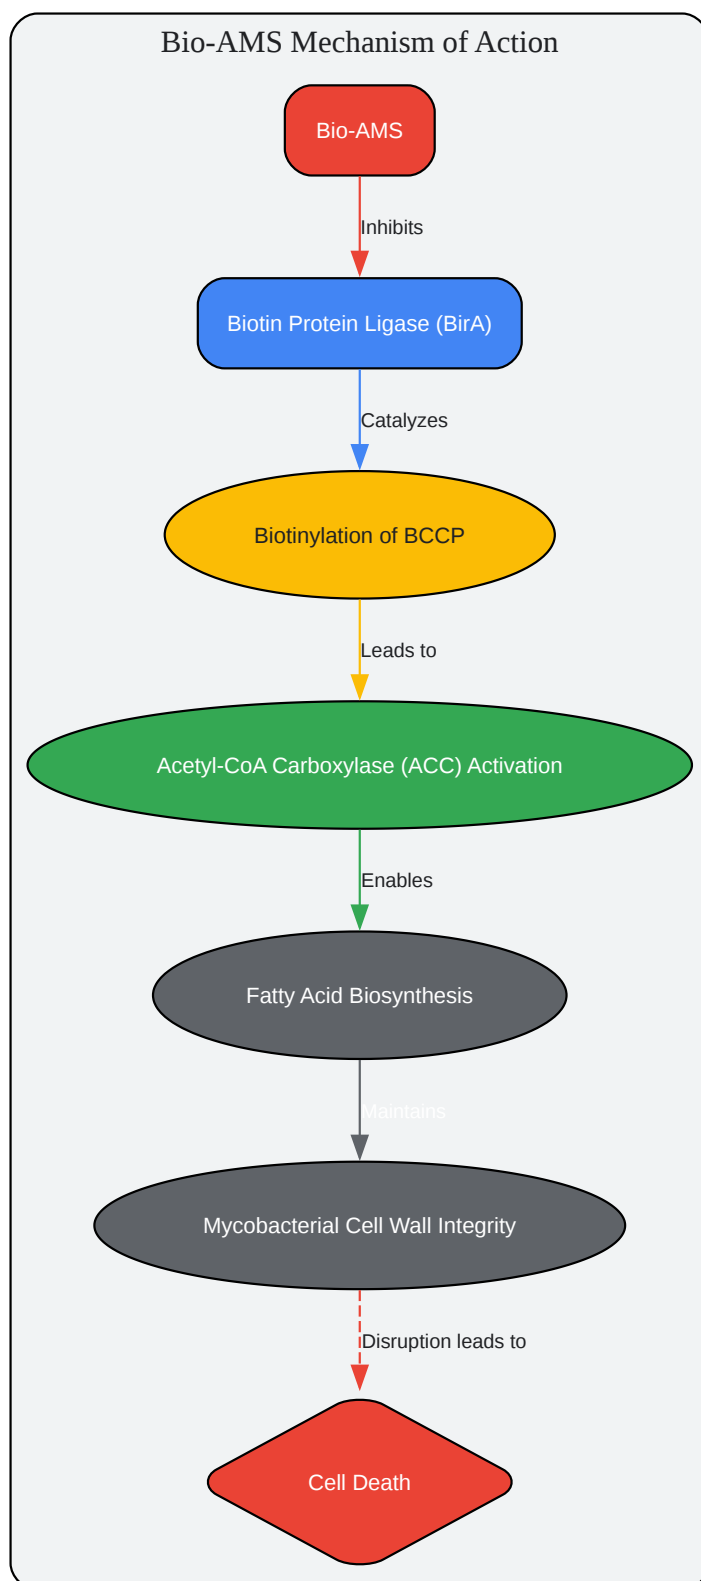 Bio-AMS Mechanism of Action
Bio-AMS
Inhibits
Biotin Protein Ligase (BirA)
Catalyzes
Biotinylation of BCCP
Leads to
Acetyl-CoA Carboxylase (ACC) Activation
Enables
Fatty Acid Biosynthesis
Maintains
Mycobacterial Cell Wall Integrity
Disruption leads to
Cell Death